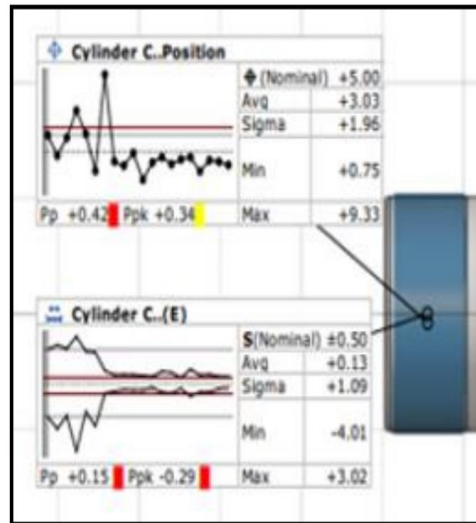 Cylinder C..Position
(Nominal) +5.00
Avg +3.03
Sigma +1.96
Min +0.75
Pp +0.42 Ppk +0.34 Max +9.33
Cylinder C..(E)
S(Nominal) ±0.50
Avg +0.13
Sigma +1.09
Min -4.01
Pp +0.15 Ppk -0.29 Max +3.02